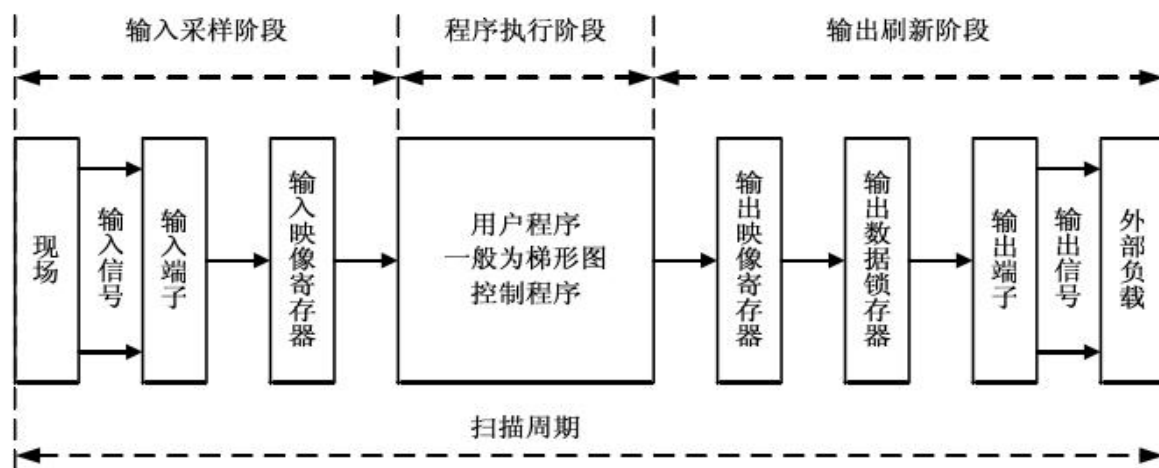 输入采样阶段
程序执行阶段
输出刷新阶段
现场
输入信号
输入端子
输入映像寄存器
用户程序
一般为梯形图
控制程序
输出映像寄存器
输出数据锁存器
输出端子
输出信号
外部负载
扫描周期